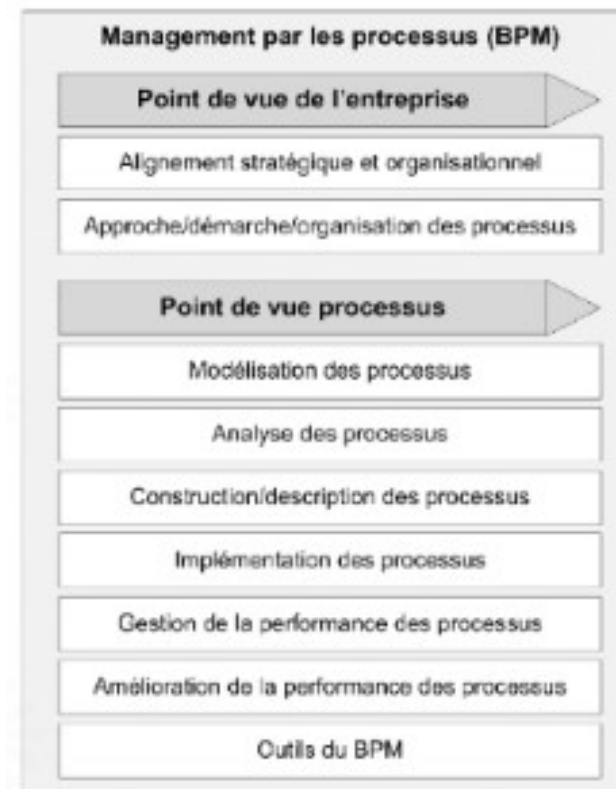 Management par les processus (BPM)
Point de vue de l'entreprise
Alignement stratégique et organisationnel
Approche/démarche/organisation des processus
Point de vue processus
Modélisation des processus
Analyse des processus
Construction/description des processus
Implémentation des processus
Gestion de la performance des processus
Amélioration de la performance des processus
Outils du BPM